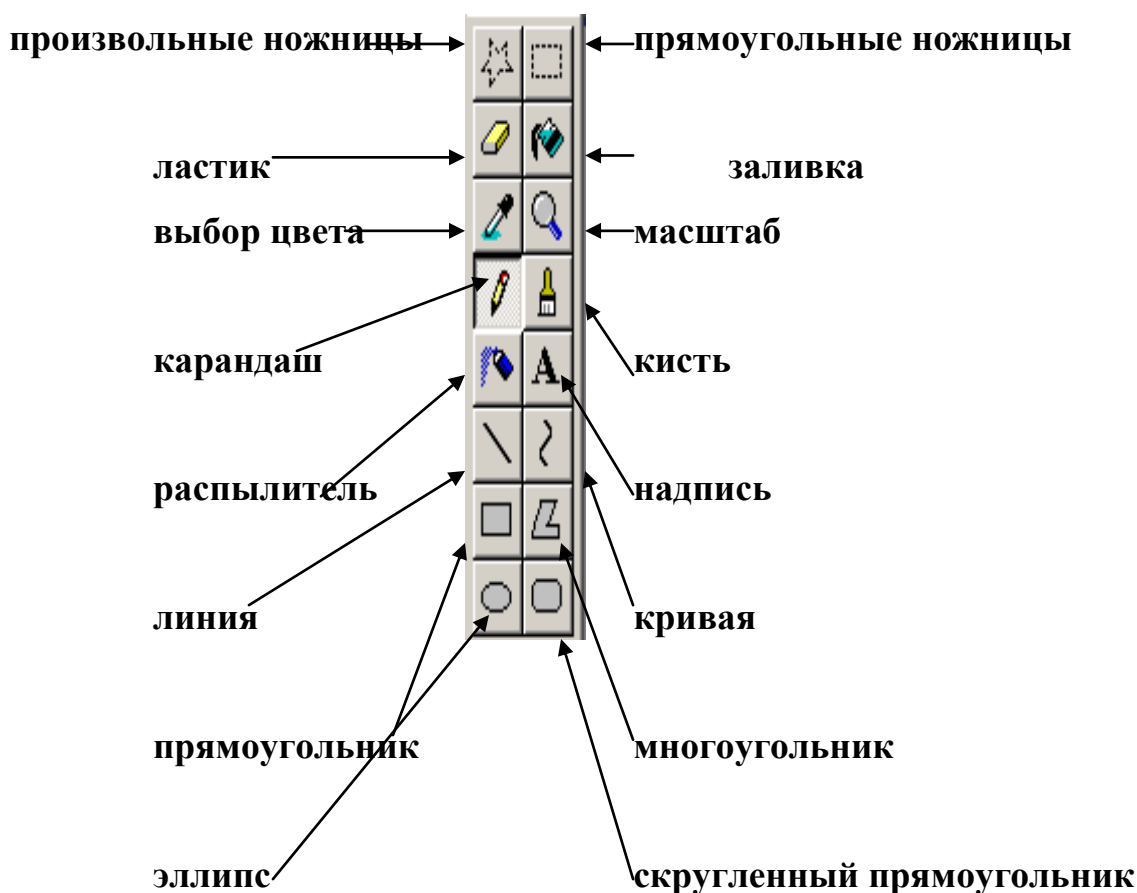 произвольные ножницы прямоугольные ножницы
ластик заливка
выбор цвета масштаб
карандаш кисть
A
распылитель надпись
линия кривая
прямоугольник многоугольник
эллипс скругленный прямоугольник